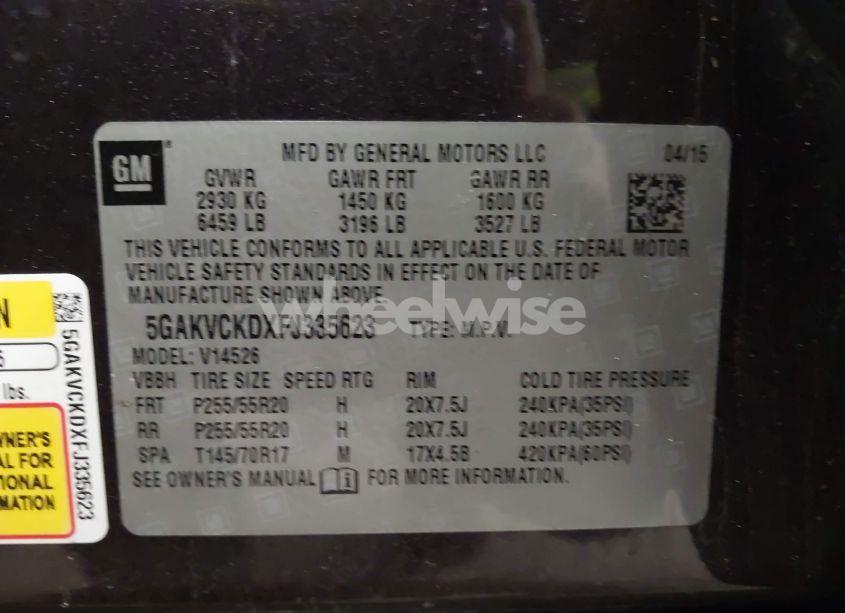 GM
MFD BY GENERAL MOTORS LLC 04/15
GVWR GAWR FRT GAWR RR
2930 KG 1450 KG 1600 KG
6459 LB 3196 LB 3527 LB
THIS VEHICLE CONFORMS TO ALL APPLICABLE U.S. FEDERAL MOTOR
VEHICLE SAFETY STANDARDS IN EFFECT ON THE DATE OF
MANUFACTURE SHOWN ABOVE.
5GAKVCKDXFJ335623 TYPE: M.P.V.
MODEL: V14526
VBBH TIRE SIZE SPEED RTG RIM COLD TIRE PRESSURE
FRT P255/55R20 H 20X7.5J 240KPA(35PSI)
RR P255/55R20 H 20X7.5J 240KPA(35PSI)
SPA T145/70R17 M 17X4.5B 420KPA(60PSI)
SEE OWNER'S MANUAL FOR MORE INFORMATION.
Wheelwise
N
lbs.
WNER'S
AL FOR
TIONAL
RMATION
5GAKVCKDXFJ335623